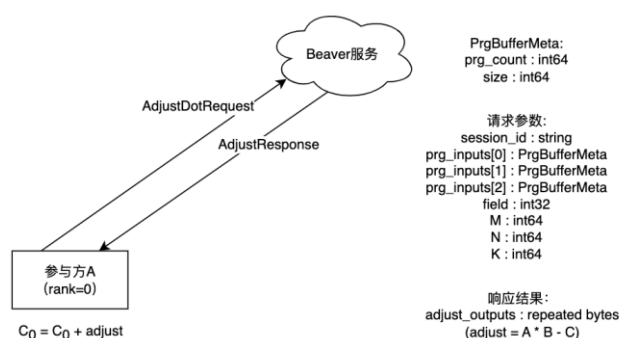 Beaver服务
AdjustDotRequest
AdjustResponse
参与方A
(rank=0)
C₀ = C₀ + adjust
PrgBufferMeta:
prg_count : int64
size : int64
请求参数:
session_id : string
prg_inputs[0] : PrgBufferMeta
prg_inputs[1] : PrgBufferMeta
prg_inputs[2] : PrgBufferMeta
field : int32
M : int64
N : int64
K : int64
响应结果:
adjust_outputs : repeated bytes
(adjust = A * B - C)